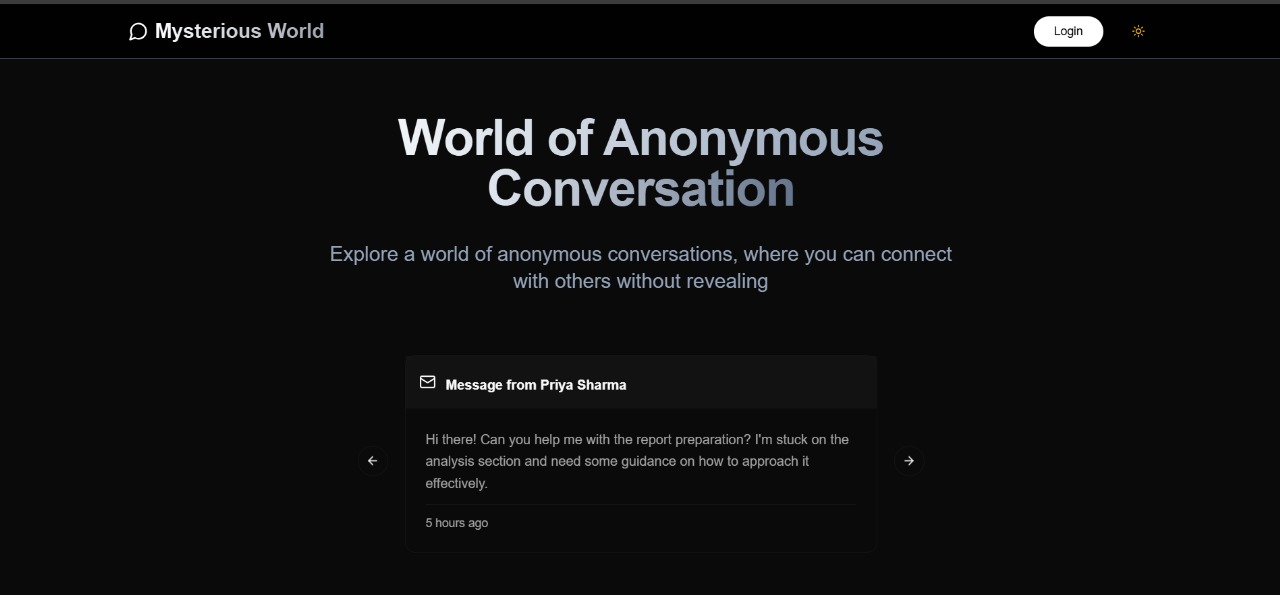 Mysterious World
Login
World of Anonymous
Conversation
Explore a world of anonymous conversations, where you can connect
with others without revealing
Message from Priya Sharma
Hi there! Can you help me with the report preparation? I'm stuck on the
analysis section and need some guidance on how to approach it
effectively.
5 hours ago